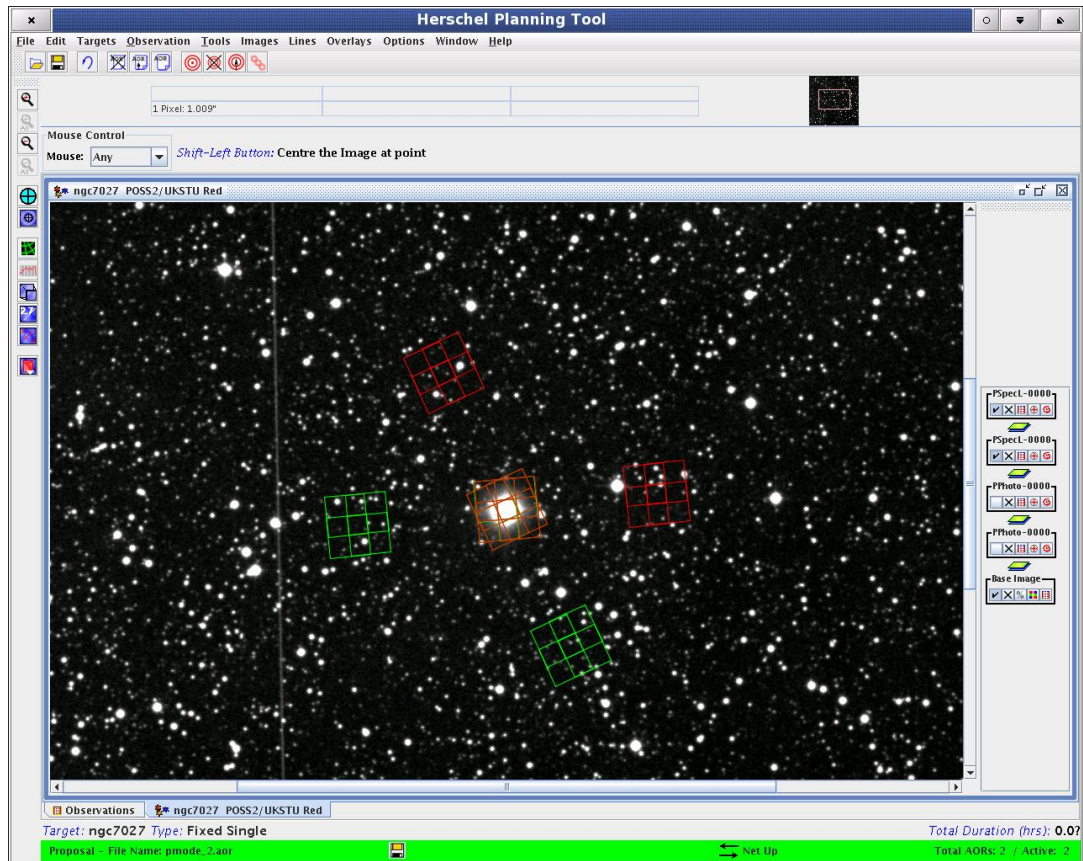 Herschel Planning Tool
File Edit Targets Observation Tools Images Lines Overlays Options Window Help
AOR AOR AOR
1 Pixel: 1.009"
Mouse Control
Mouse: Any Shift-Left Button: Centre the Image at point
ngc7027 POSS2/UKSTU Red
PSpecL-0000
PSpecL-0000
PPhoto-0000
PPhoto-0000
Base Image
Observations ngc7027 POSS2/UKSTU Red
Target: ngc7027 Type: Fixed Single Total Duration (hrs): 0.0?
Proposal - File Name: pmode_2.aor Net Up Total AORs: 2 / Active: 2